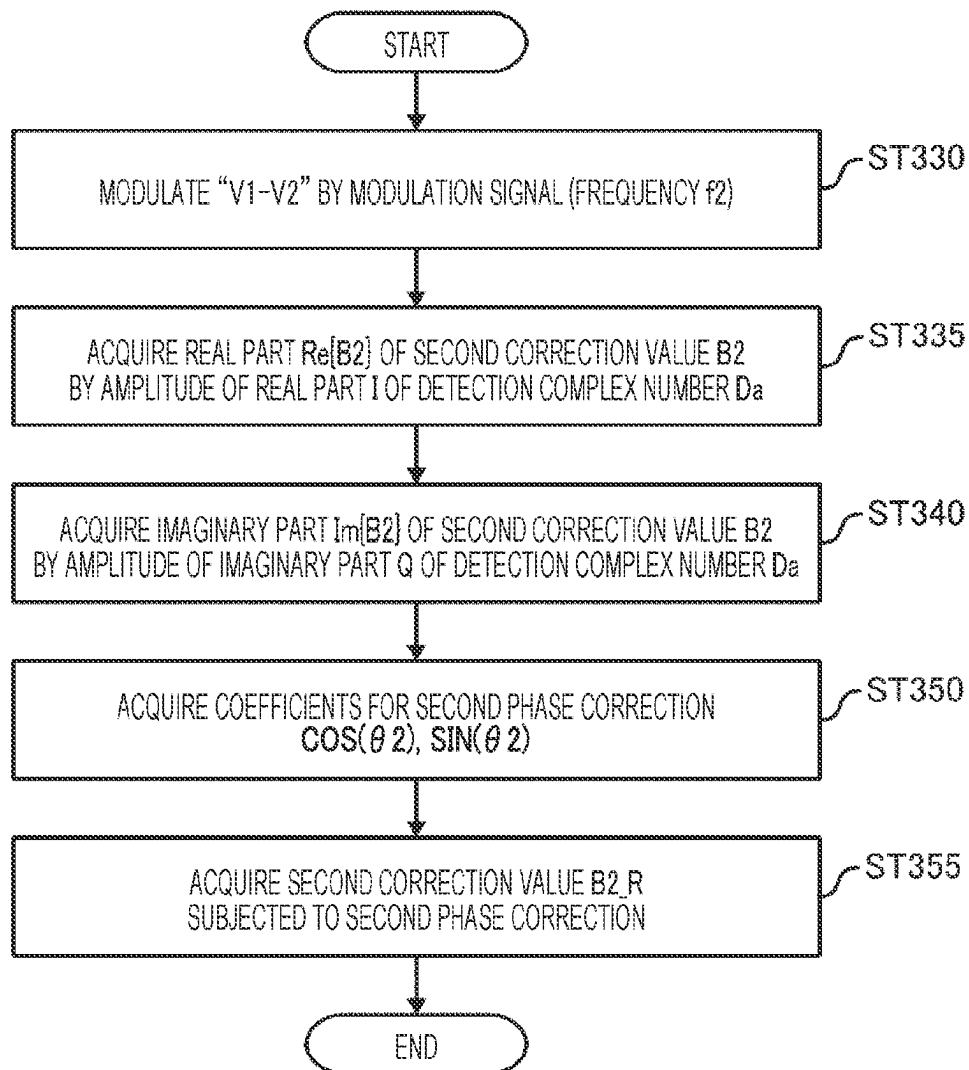 START
MODULATE “V1-V2” BY MODULATION SIGNAL (FREQUENCY f2)
ST330
ACQUIRE REAL PART Re[B2] OF SECOND CORRECTION VALUE B2
BY AMPLITUDE OF REAL PART I OF DETECTION COMPLEX NUMBER Da
ST335
ACQUIRE IMAGINARY PART Im[B2] OF SECOND CORRECTION VALUE B2
BY AMPLITUDE OF IMAGINARY PART Q OF DETECTION COMPLEX NUMBER Da
ST340
ACQUIRE COEFFICIENTS FOR SECOND PHASE CORRECTION
COS(θ2), SIN(θ2)
ST350
ACQUIRE SECOND CORRECTION VALUE B2_R
SUBJECTED TO SECOND PHASE CORRECTION
ST355
END